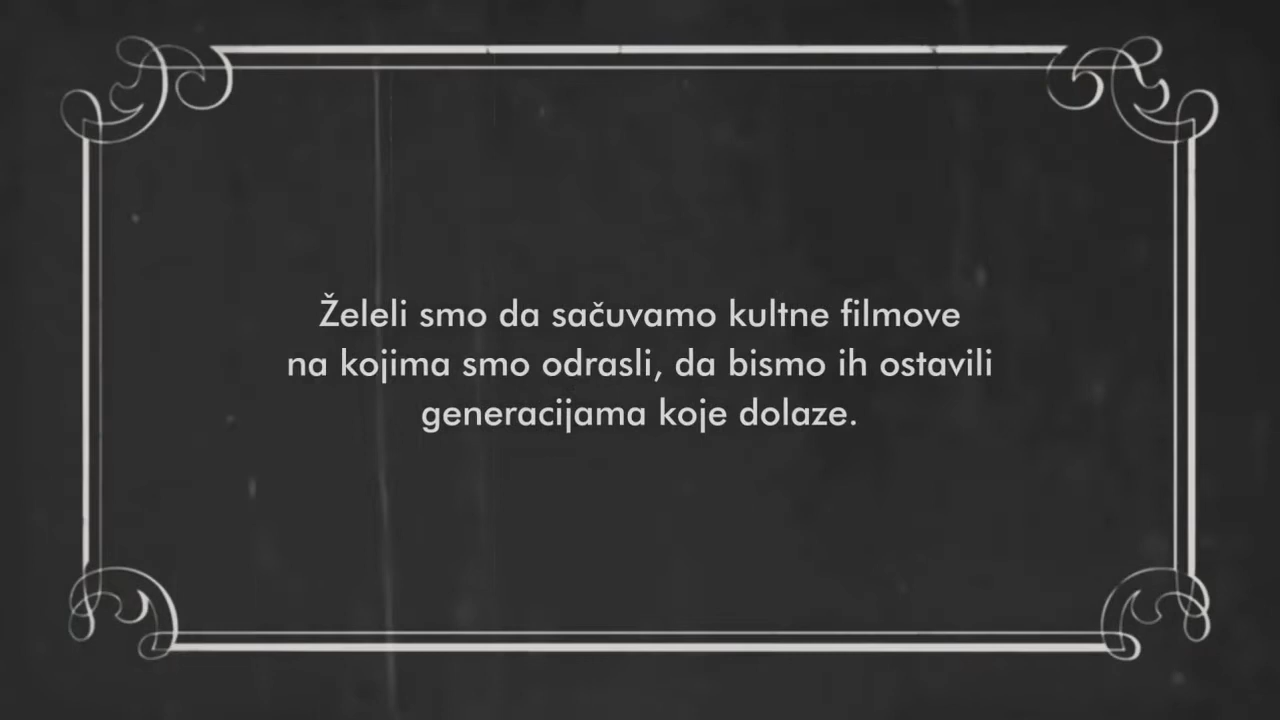 Želeli smo da sačuvamo kultne filmove
na kojima smo odrasli, da bismo ih ostavili
generacijama koje dolaze.